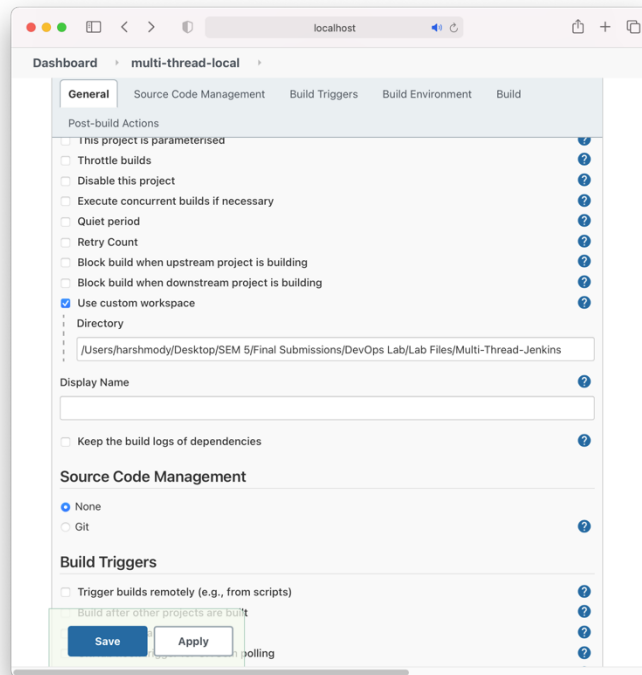 localhost
Dashboard multi-thread-local
General Source Code Management Build Triggers Build Environment Build
Post-build Actions
This project is parameterised
Throttle builds
Disable this project
Execute concurrent builds if necessary
Quiet period
Retry Count
Block build when upstream project is building
Block build when downstream project is building
Use custom workspace
Directory
/Users/harshmody/Desktop/SEM 5/Final Submissions/DevOps Lab/Lab Files/Multi-Thread-Jenkins
Display Name
Keep the build logs of dependencies
Source Code Management
None
Git
Build Triggers
Trigger builds remotely (e.g., from scripts)
Build after other projects are built
Save Apply
polling